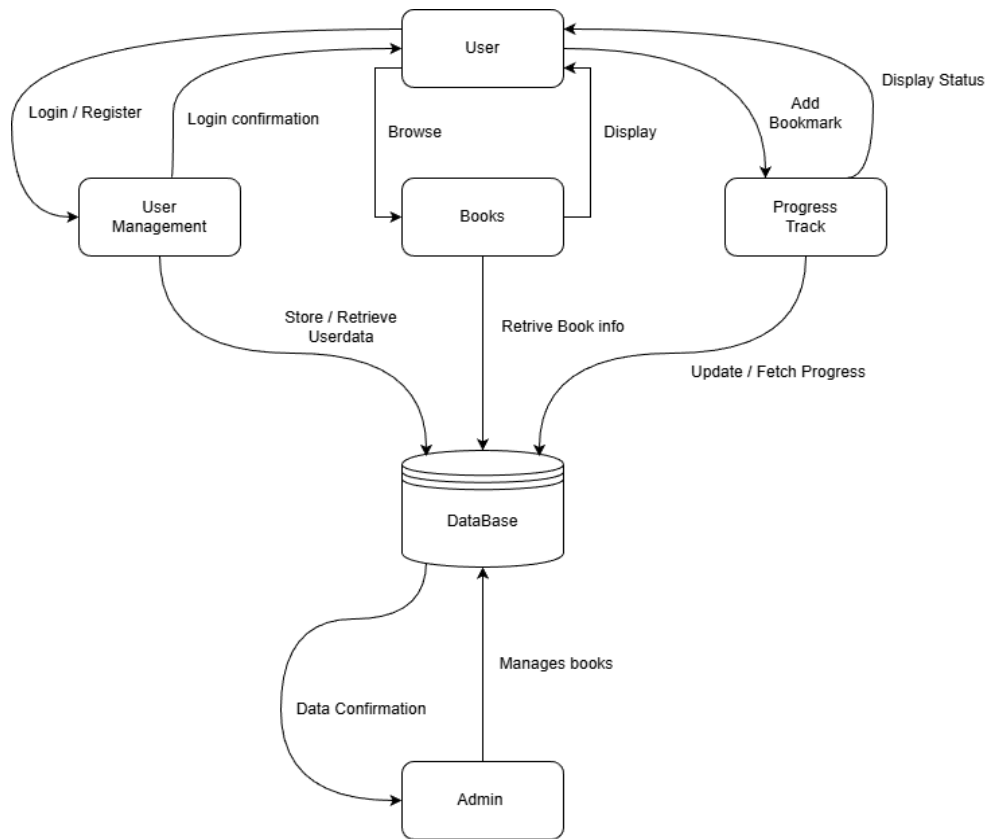 User
Login / Register
Login confirmation
Browse
Display
Add
Bookmark
Display Status
User
Management
Books
Progress
Track
Store / Retrieve
Userdata
Retrive Book info
Update / Fetch Progress
DataBase
Manages books
Data Confirmation
Admin